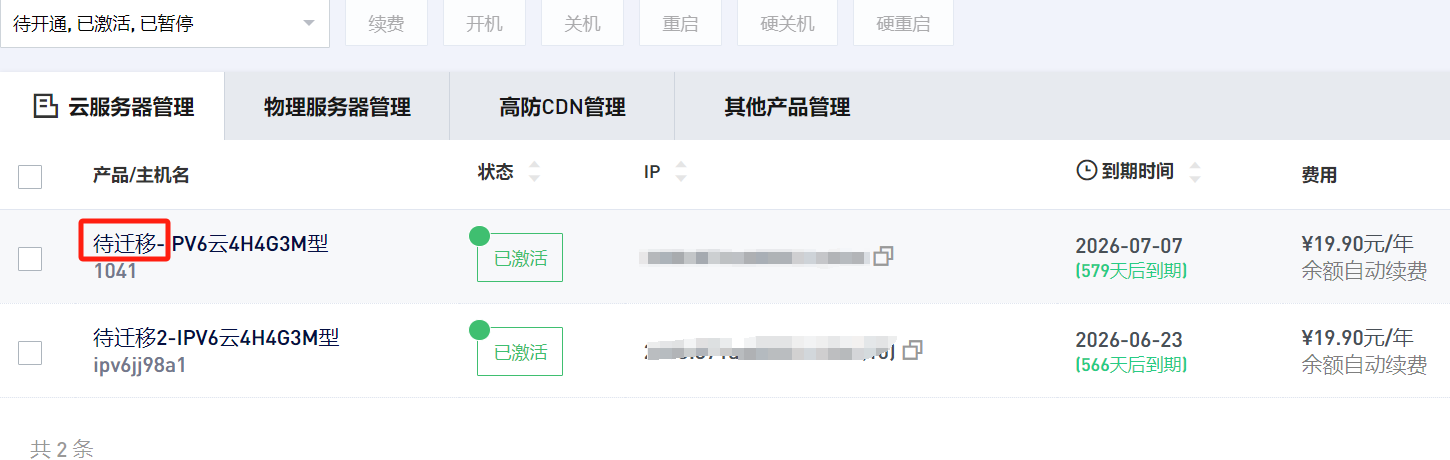 待开通, 已激活, 已暂停 续费 开机 关机 重启 硬关机 硬重启
云服务器管理 物理服务器管理 高防CDN管理 其他产品管理
产品/主机名 状态 IP 到期时间 费用
待迁移-IPV6云4H4G3M型 已激活 2026-07-07 ¥19.90元/年
1041 (579天后到期) 余额自动续费
待迁移2-IPV6云4H4G3M型 已激活 2026-06-23 ¥19.90元/年
ipv6jj98a1 (566天后到期) 余额自动续费
共 2 条